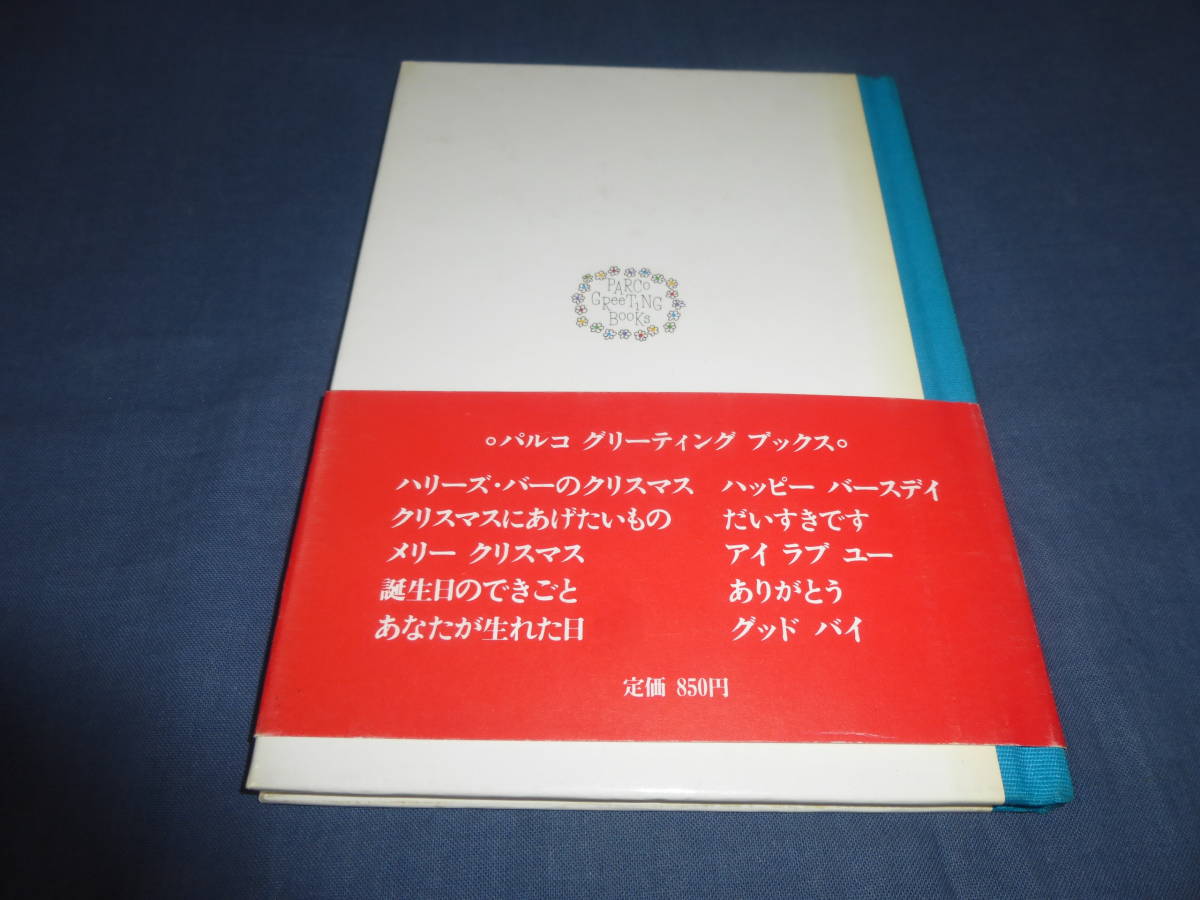 PARCo
GReeTiNG
BooKs
○パルコ グリーティング ブックス○
ハリーズ・バーのクリスマス
クリスマスにあげたいもの
メリー クリスマス
誕生日のできごと
あなたが生れた日
ハッピー バースデイ
だいすきです
アイ ラブ ユー
ありがとう
グッド バイ
定価 850円